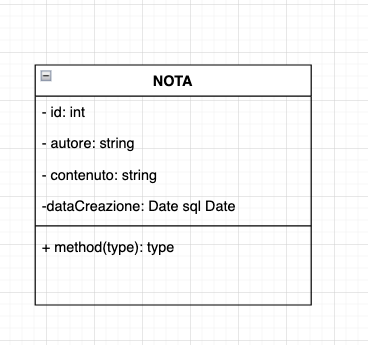 NOTA
- id: int
- autore: string
- contenuto: string
-dataCreazione: Date sql Date
+ method(type): type